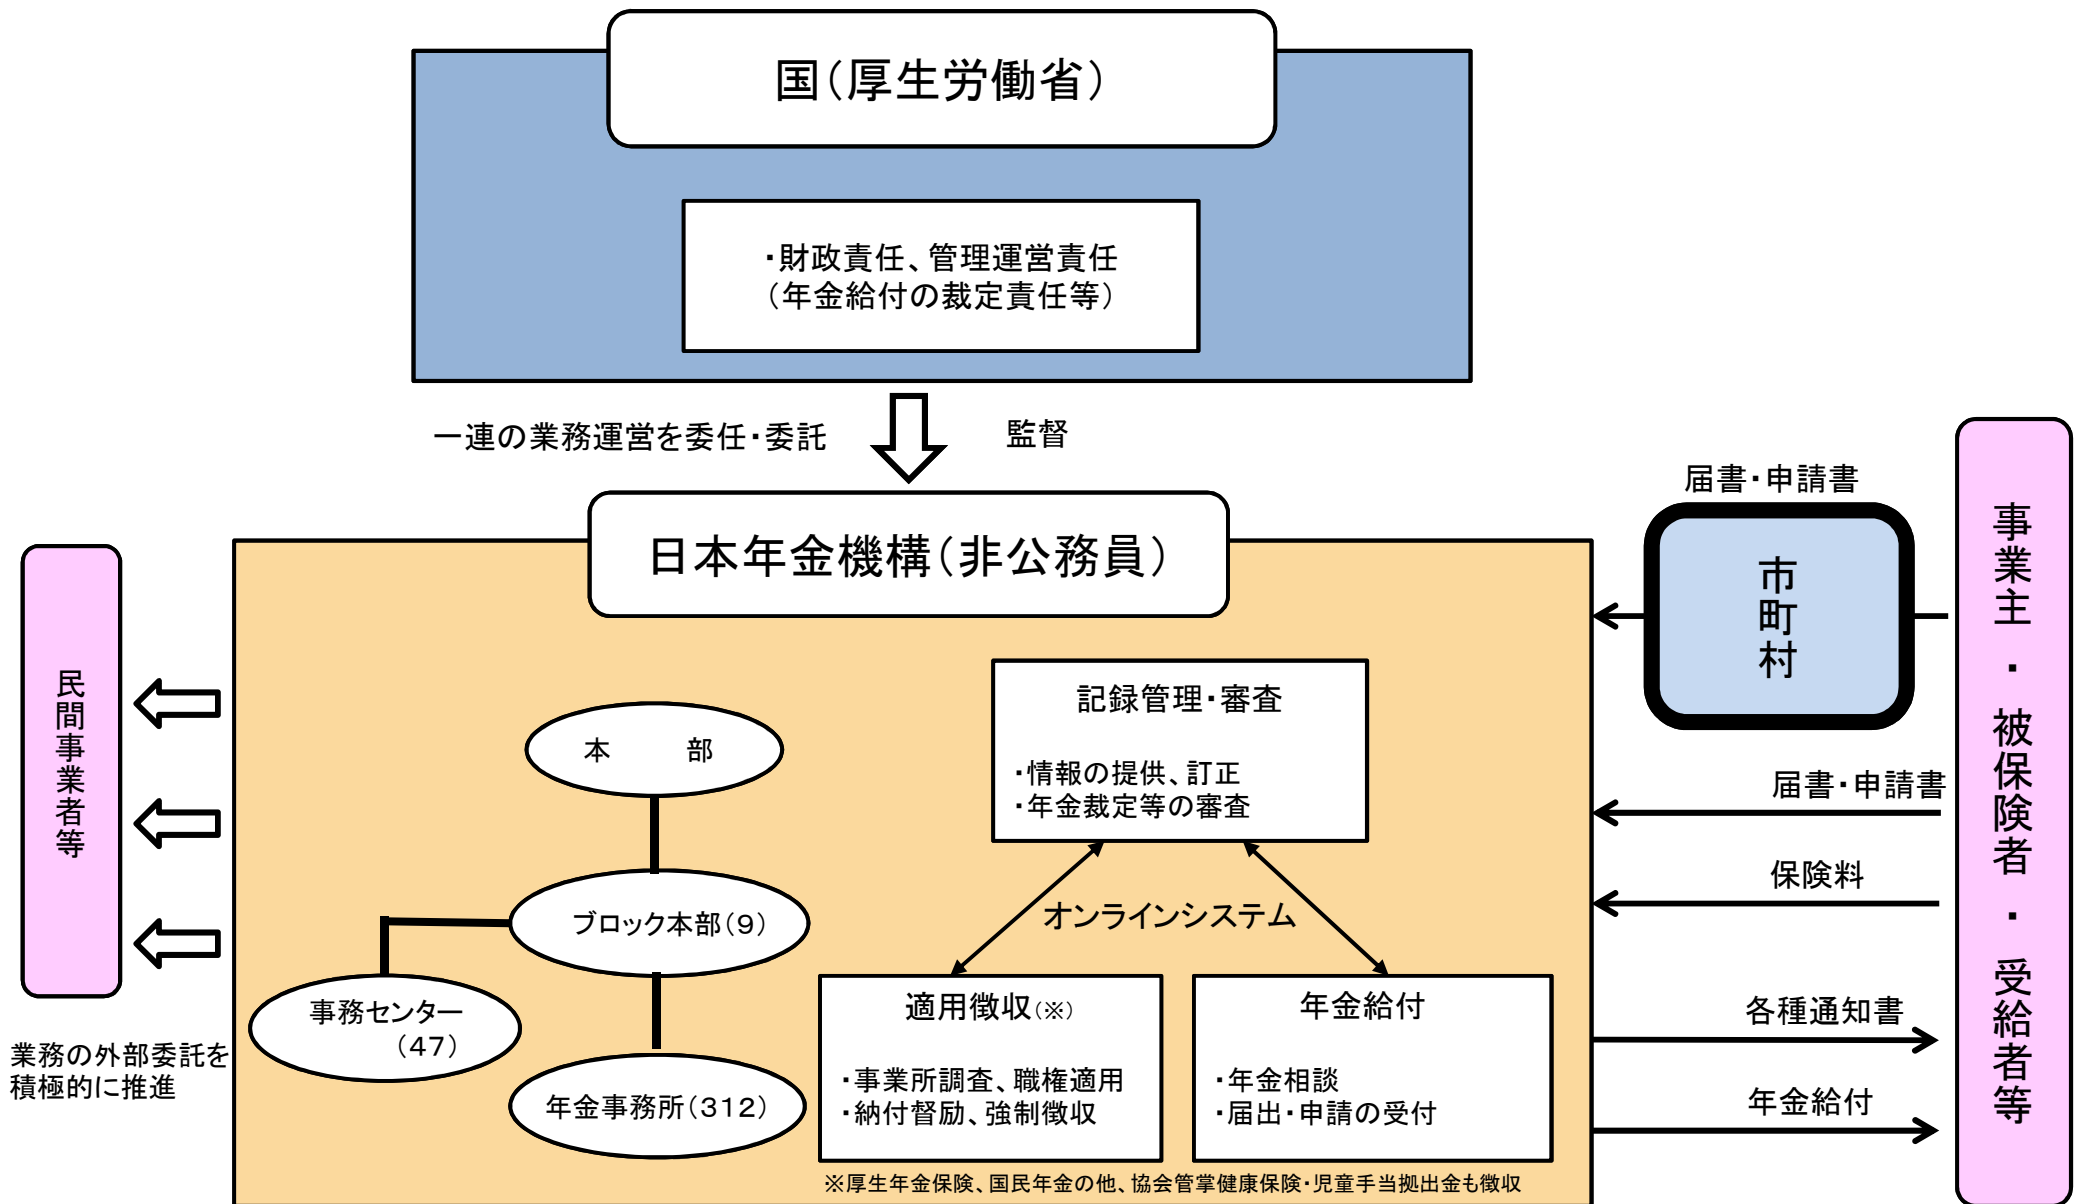 国（厚生労働省）
・財政責任、管理運営責任
（年金給付の裁定責任等）
一連の業務運営を委任・委託
監督
日本年金機構（非公務員）
民間事業者等
業務の外部委託を
積極的に推進
本　　部
ブロック本部（９）
事務センター
（４７）
年金事務所（３１２）
記録管理・審査
・情報の提供、訂正
・年金裁定等の審査
オンラインシステム
適用徴収（※）
・事業所調査、職権適用
・納付督励、強制徴収
年金給付
・年金相談
・届出・申請の受付
※厚生年金保険、国民年金の他、協会管掌健康保険・児童手当拠出金も徴収
届書・申請書
市町村
届書・申請書
保険料
各種通知書
年金給付
事業主・被保険者・受給者等